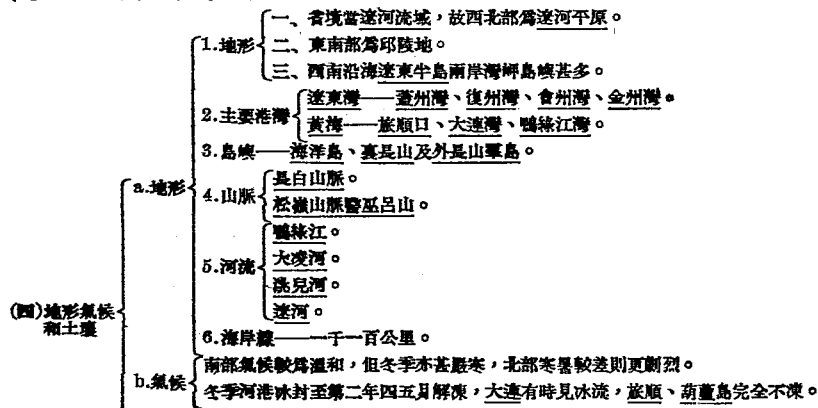 一、省境當遼河流域，故西北部爲遼河平原。
1.地形
二、東南部爲邱陵地。
三、西南沿海遼東半島兩岸灣岬島嶼甚多。
遼東灣——蓋州灣、復州灣、會州灣、金州灣。
2.主要港灣
黃海——旅順口、大連灣、鴨綠江灣。
3.島嶼——海洋島、裏長山及外長山羣島。
a.地形
長白山脈。
4.山脈
松嶺山脈醫巫呂山。
鴨綠江。
5.河流
大凌河。
洮兒河。
遼河。
(四)地形氣候和土壤
6.海岸線——一千一百公里。
南部氣候較爲溫和，但冬季亦甚嚴寒，北部寒暑較差則更劇烈。
b.氣候
冬季河港冰封至第二年四五月解凍，大連有時見冰流，旅順、葫蘆島完全不凍。